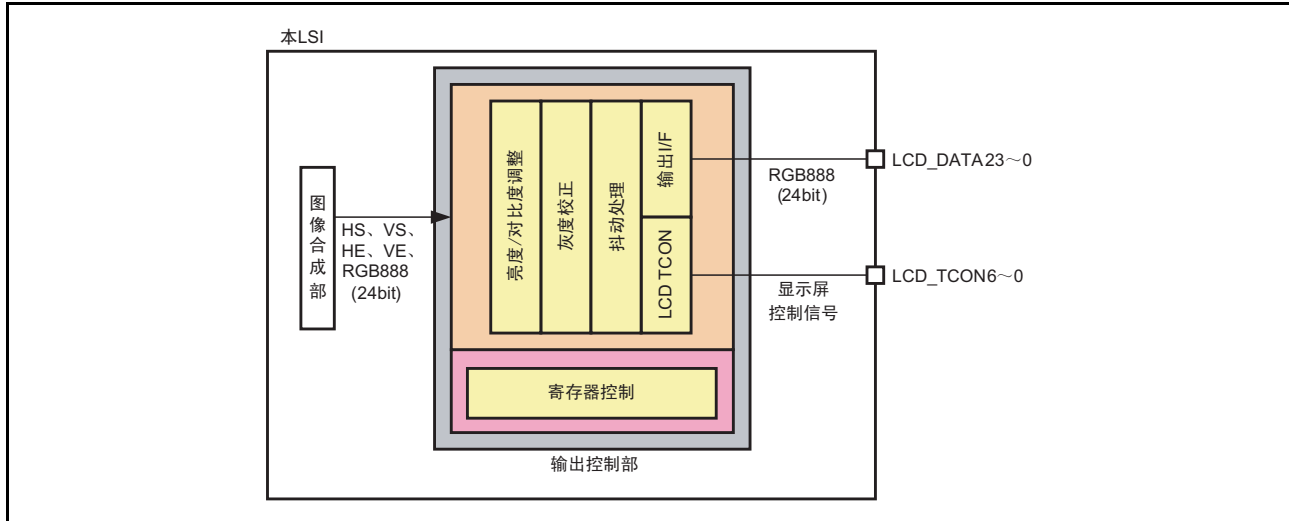 本LSI
图像合成部
HS、VS、
HE、VE、
RGB888
(24bit)
亮度/对比度调整
灰度校正
抖动处理
输出I/F
LCD TCON
RGB888
(24bit)
LCD_DATA23～0
显示屏
控制信号
LCD_TCON6～0
寄存器控制
输出控制部